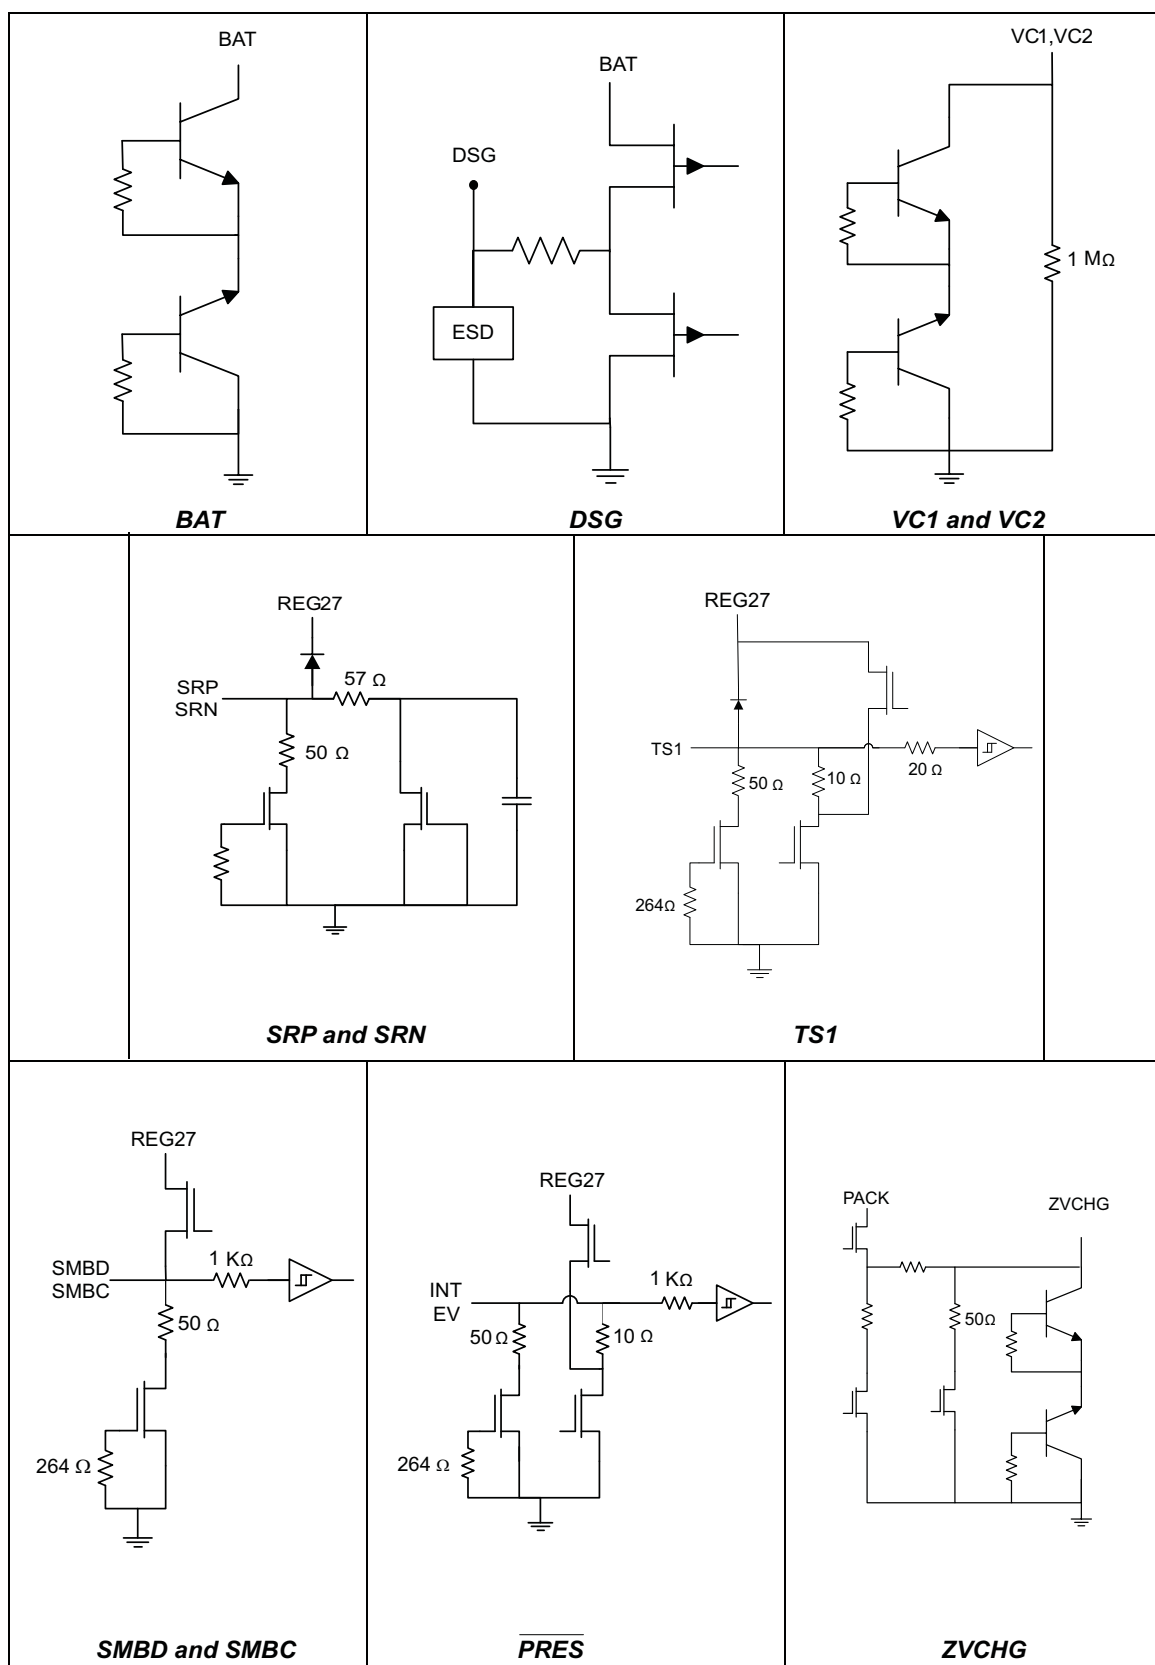 BAT
DSG
BAT
ESD
VC1,VC2
1 MΩ
BAT
DSG
VC1 and VC2
REG27
SRP
SRN
57 Ω
50 Ω
SRP and SRN
REG27
TS1
50 Ω
10 Ω
20 Ω
264Ω
TS1
REG27
SMBD
SMBC
1 KΩ
50 Ω
264 Ω
SMBD and SMBC
REG27
INT
EV
1 KΩ
50 Ω
10 Ω
264 Ω
PRES
PACK
ZVCHG
50Ω
ZVCHG